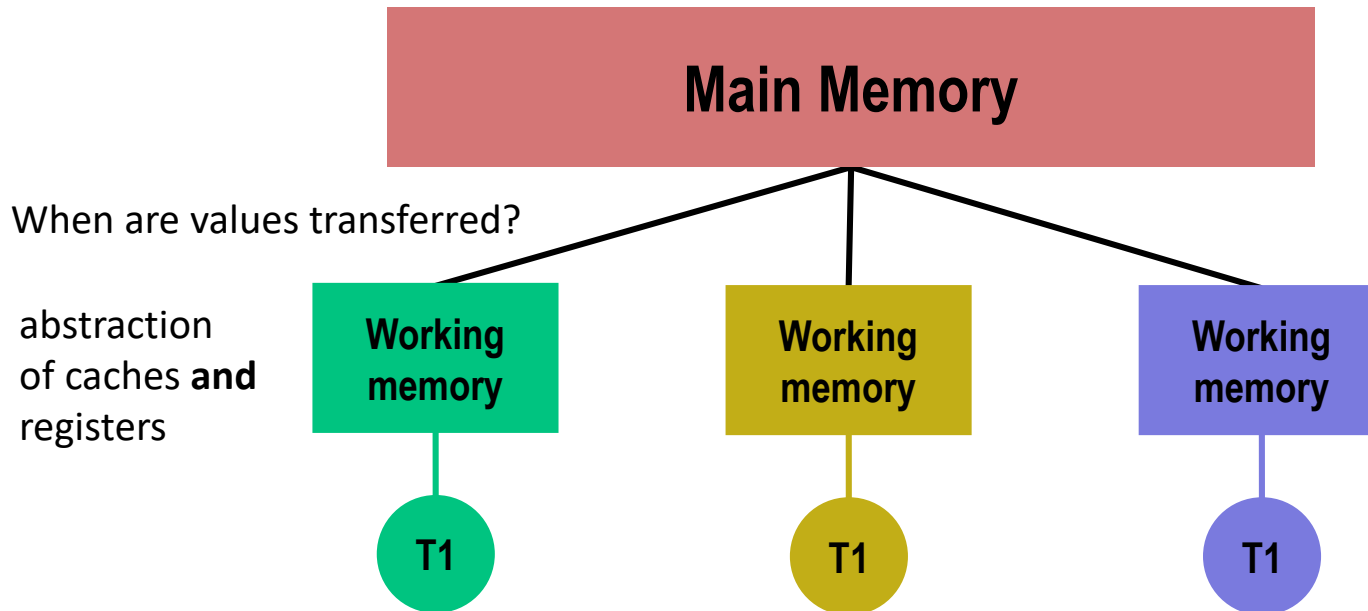 Main Memory
When are values transferred?
abstraction
of caches and
registers
Working
memory
Working
memory
Working
memory
T1
T1
T1